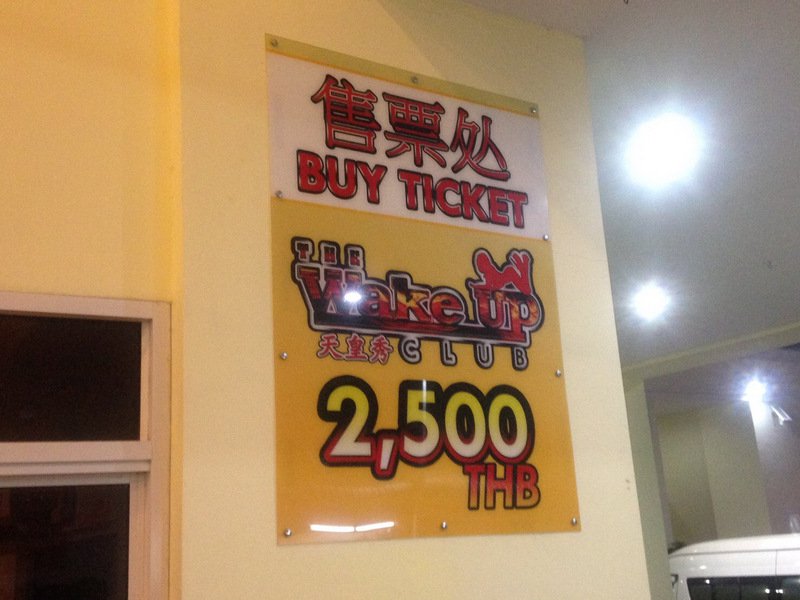 售票处
BUY TICKET
THE
Wake Up
天皇秀 CLUB
2,500
THB